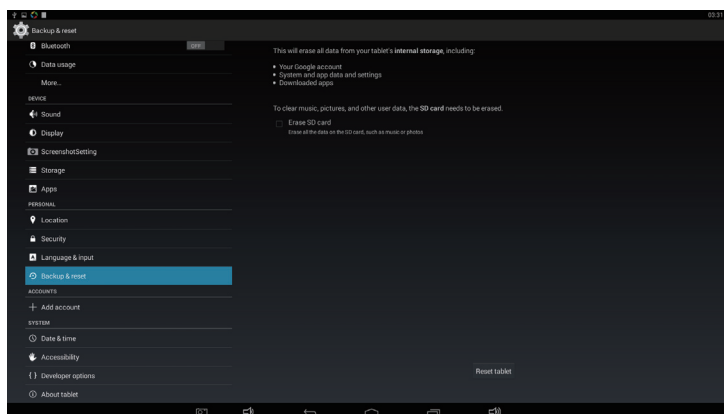 03:31
Backup & reset
Bluetooth OFF
Data usage
More...
DEVICE
Sound
Display
ScreenshotSetting
Storage
Apps
PERSONAL
Location
Security
Language & input
Backup & reset
ACCOUNTS
Add account
SYSTEM
Date & time
Accessibility
Developer options
About tablet
This will erase all data from your tablet's internal storage, including:
• Your Google account
• System and app data and settings
• Downloaded apps
To clear music, pictures, and other user data, the SD card needs to be erased.
Erase SD card
Erase all the data on the SD card, such as music or photos
Reset tablet